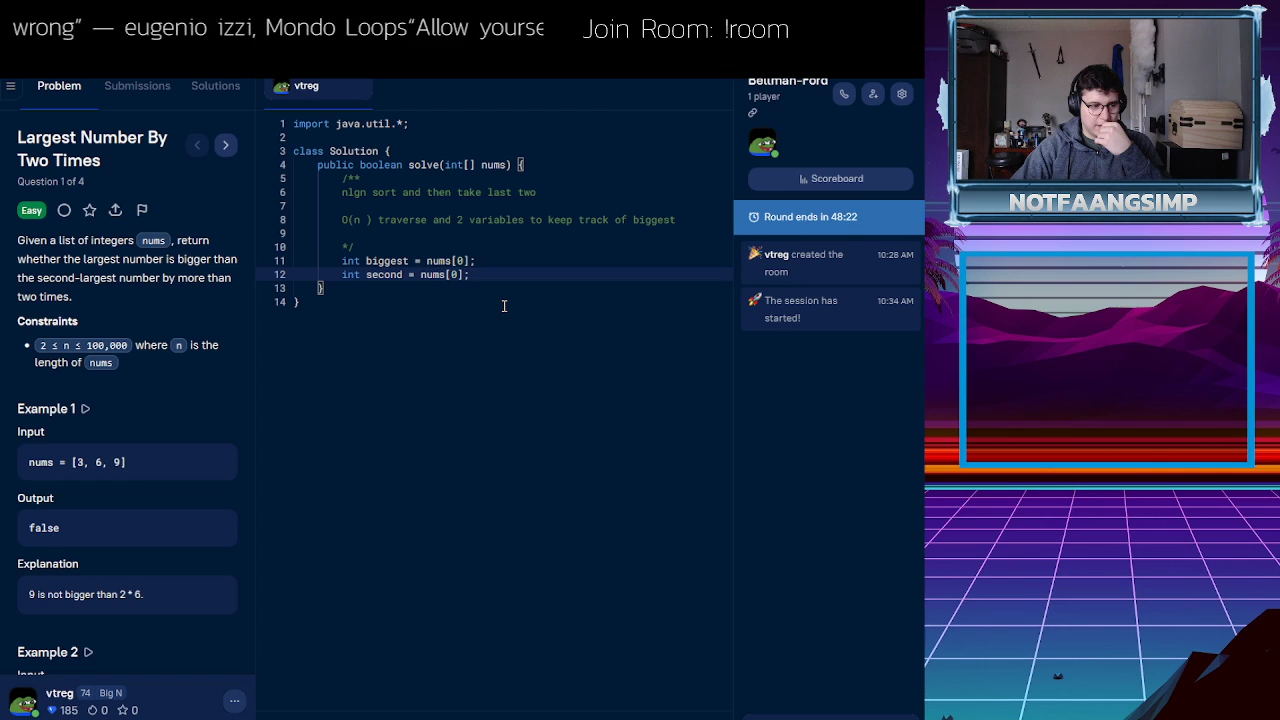 wrong” — eugenio izzi, Mondo Loops“Allow yourse
Join Room: !room
Problem
Submissions
Solutions
Largest Number By
Two Times
Question 1 of 4
Easy
Given a list of integers nums, return
whether the largest number is bigger than
the second-largest number by more than
two times.
Constraints
2 ≤ n ≤ 100,000 where n is the
length of nums
Example 1
Input
nums = [3, 6, 9]
Output
false
Explanation
9 is not bigger than 2 * 6.
Example 2
vtreg 74 Big N
185 0 0
vtreg
1 import java.util.*;
2
3 class Solution {
4 public boolean solve(int[] nums) {
5 /**
6 nlgn sort and then take last two
7
8 O(n ) traverse and 2 variables to keep track of biggest
9
10 */
11 int biggest = nums[0];
12 int second = nums[0];
13 }
14 }
Bellman-Ford
1 player
Scoreboard
Round ends in 48:22
vtreg created the
room
10:28 AM
The session has
started!
10:34 AM
NOTFAANGSIMP